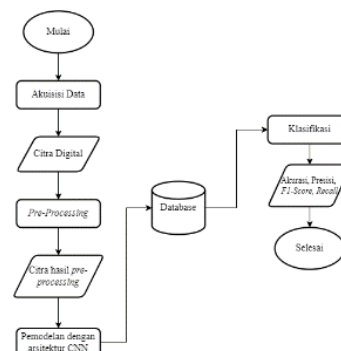 Mulai
Akuisisi Data
Citra Digital
Pre-Processing
Citra hasil pre-
processing
Pemodelan dengan
arsitektur CNN
Database
Klasifikasi
Akurasi, Presisi,
F1-Score, Recall
Selesai